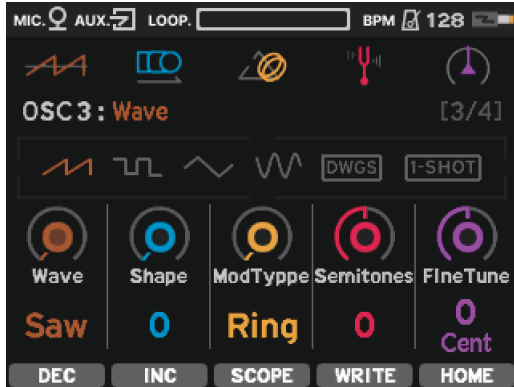 MIC. AUX. LOOP. BPM 128
OSC 3 : Wave [3/4]
DWGS 1-SHOT
Wave Shape ModTyppe Semitones FIneTune
Saw 0 Ring 0 0
Cent
DEC INC SCOPE WRITE HOME